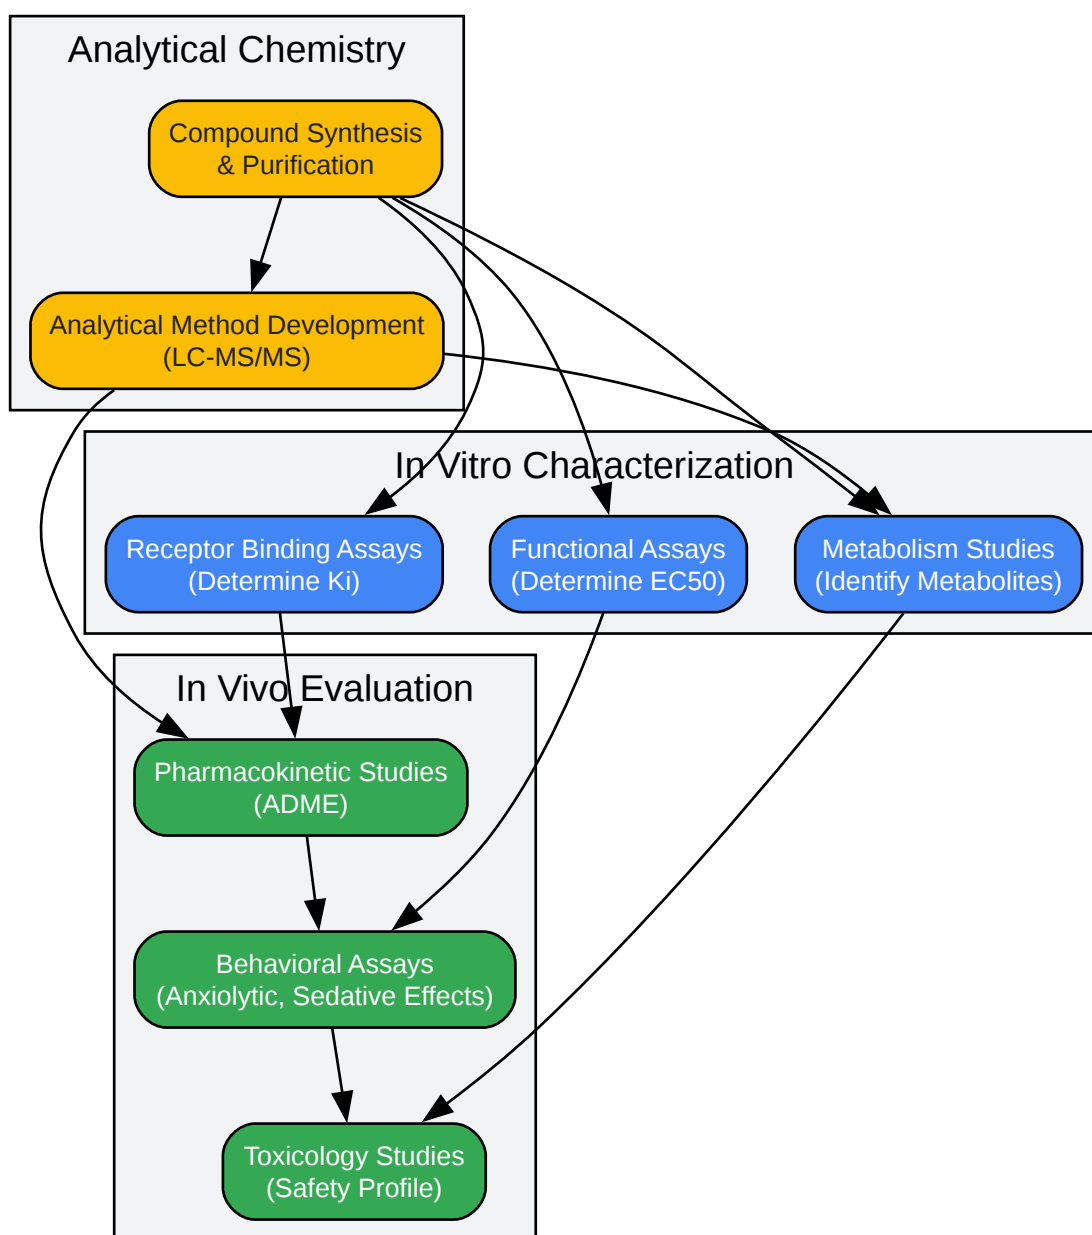 Analytical Chemistry
Compound Synthesis
& Purification
Analytical Method Development
(LC-MS/MS)
In Vitro Characterization
Receptor Binding Assays
(Determine Ki)
Functional Assays
(Determine EC50)
Metabolism Studies
(Identify Metabolites)
In Vivo Evaluation
Pharmacokinetic Studies
(ADME)
Behavioral Assays
(Anxiolytic, Sedative Effects)
Toxicology Studies
(Safety Profile)